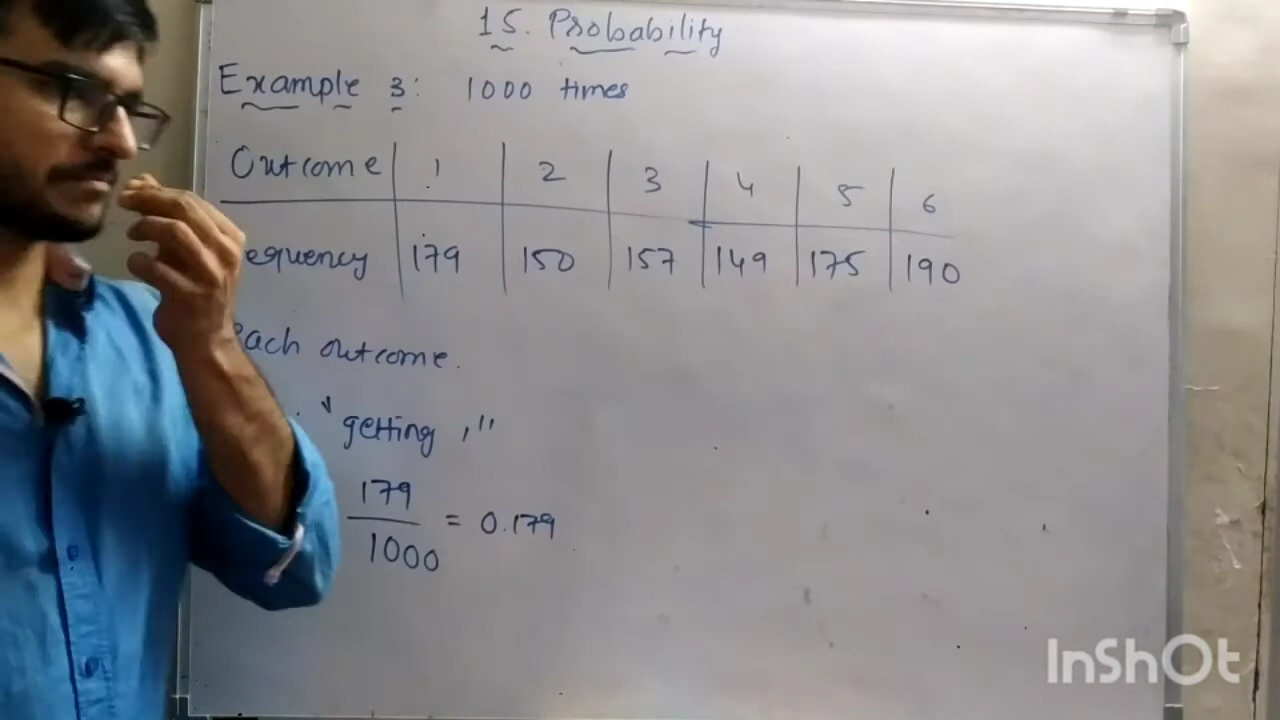 15. Probability
Example 3: 1000 times
Outcome 1 2 3 4 5 6
equency 179 150 157 149 175 190
each outcome.
"getting 1"
179
1000
= 0.179
InShOt